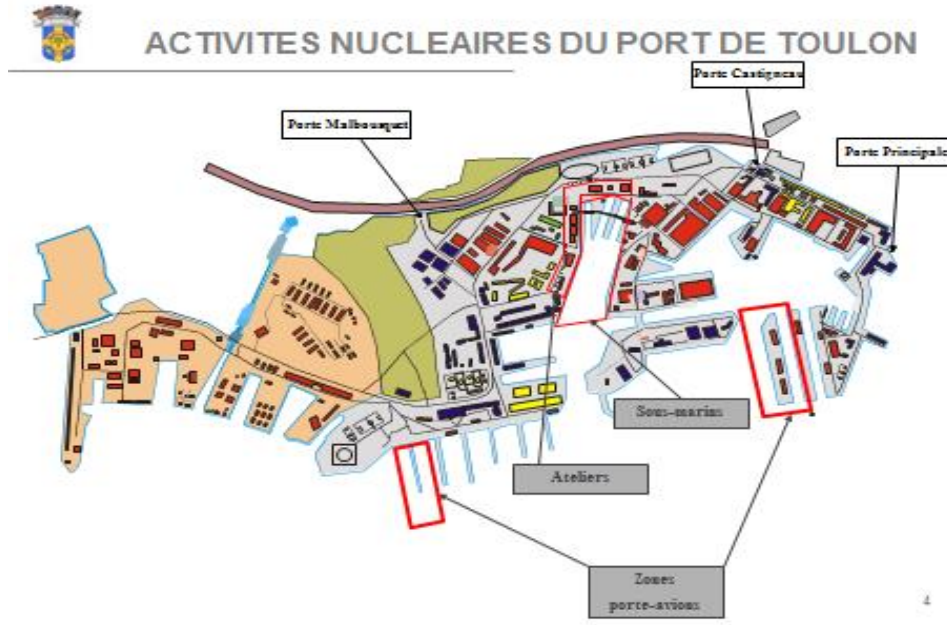 ACTIVITES NUCLEAIRES DU PORT DE TOULON
Porte Castigneau
Porte Malbousquet
Porte Principale
Sous-marins
Ateliers
Zones
porte-avions
4